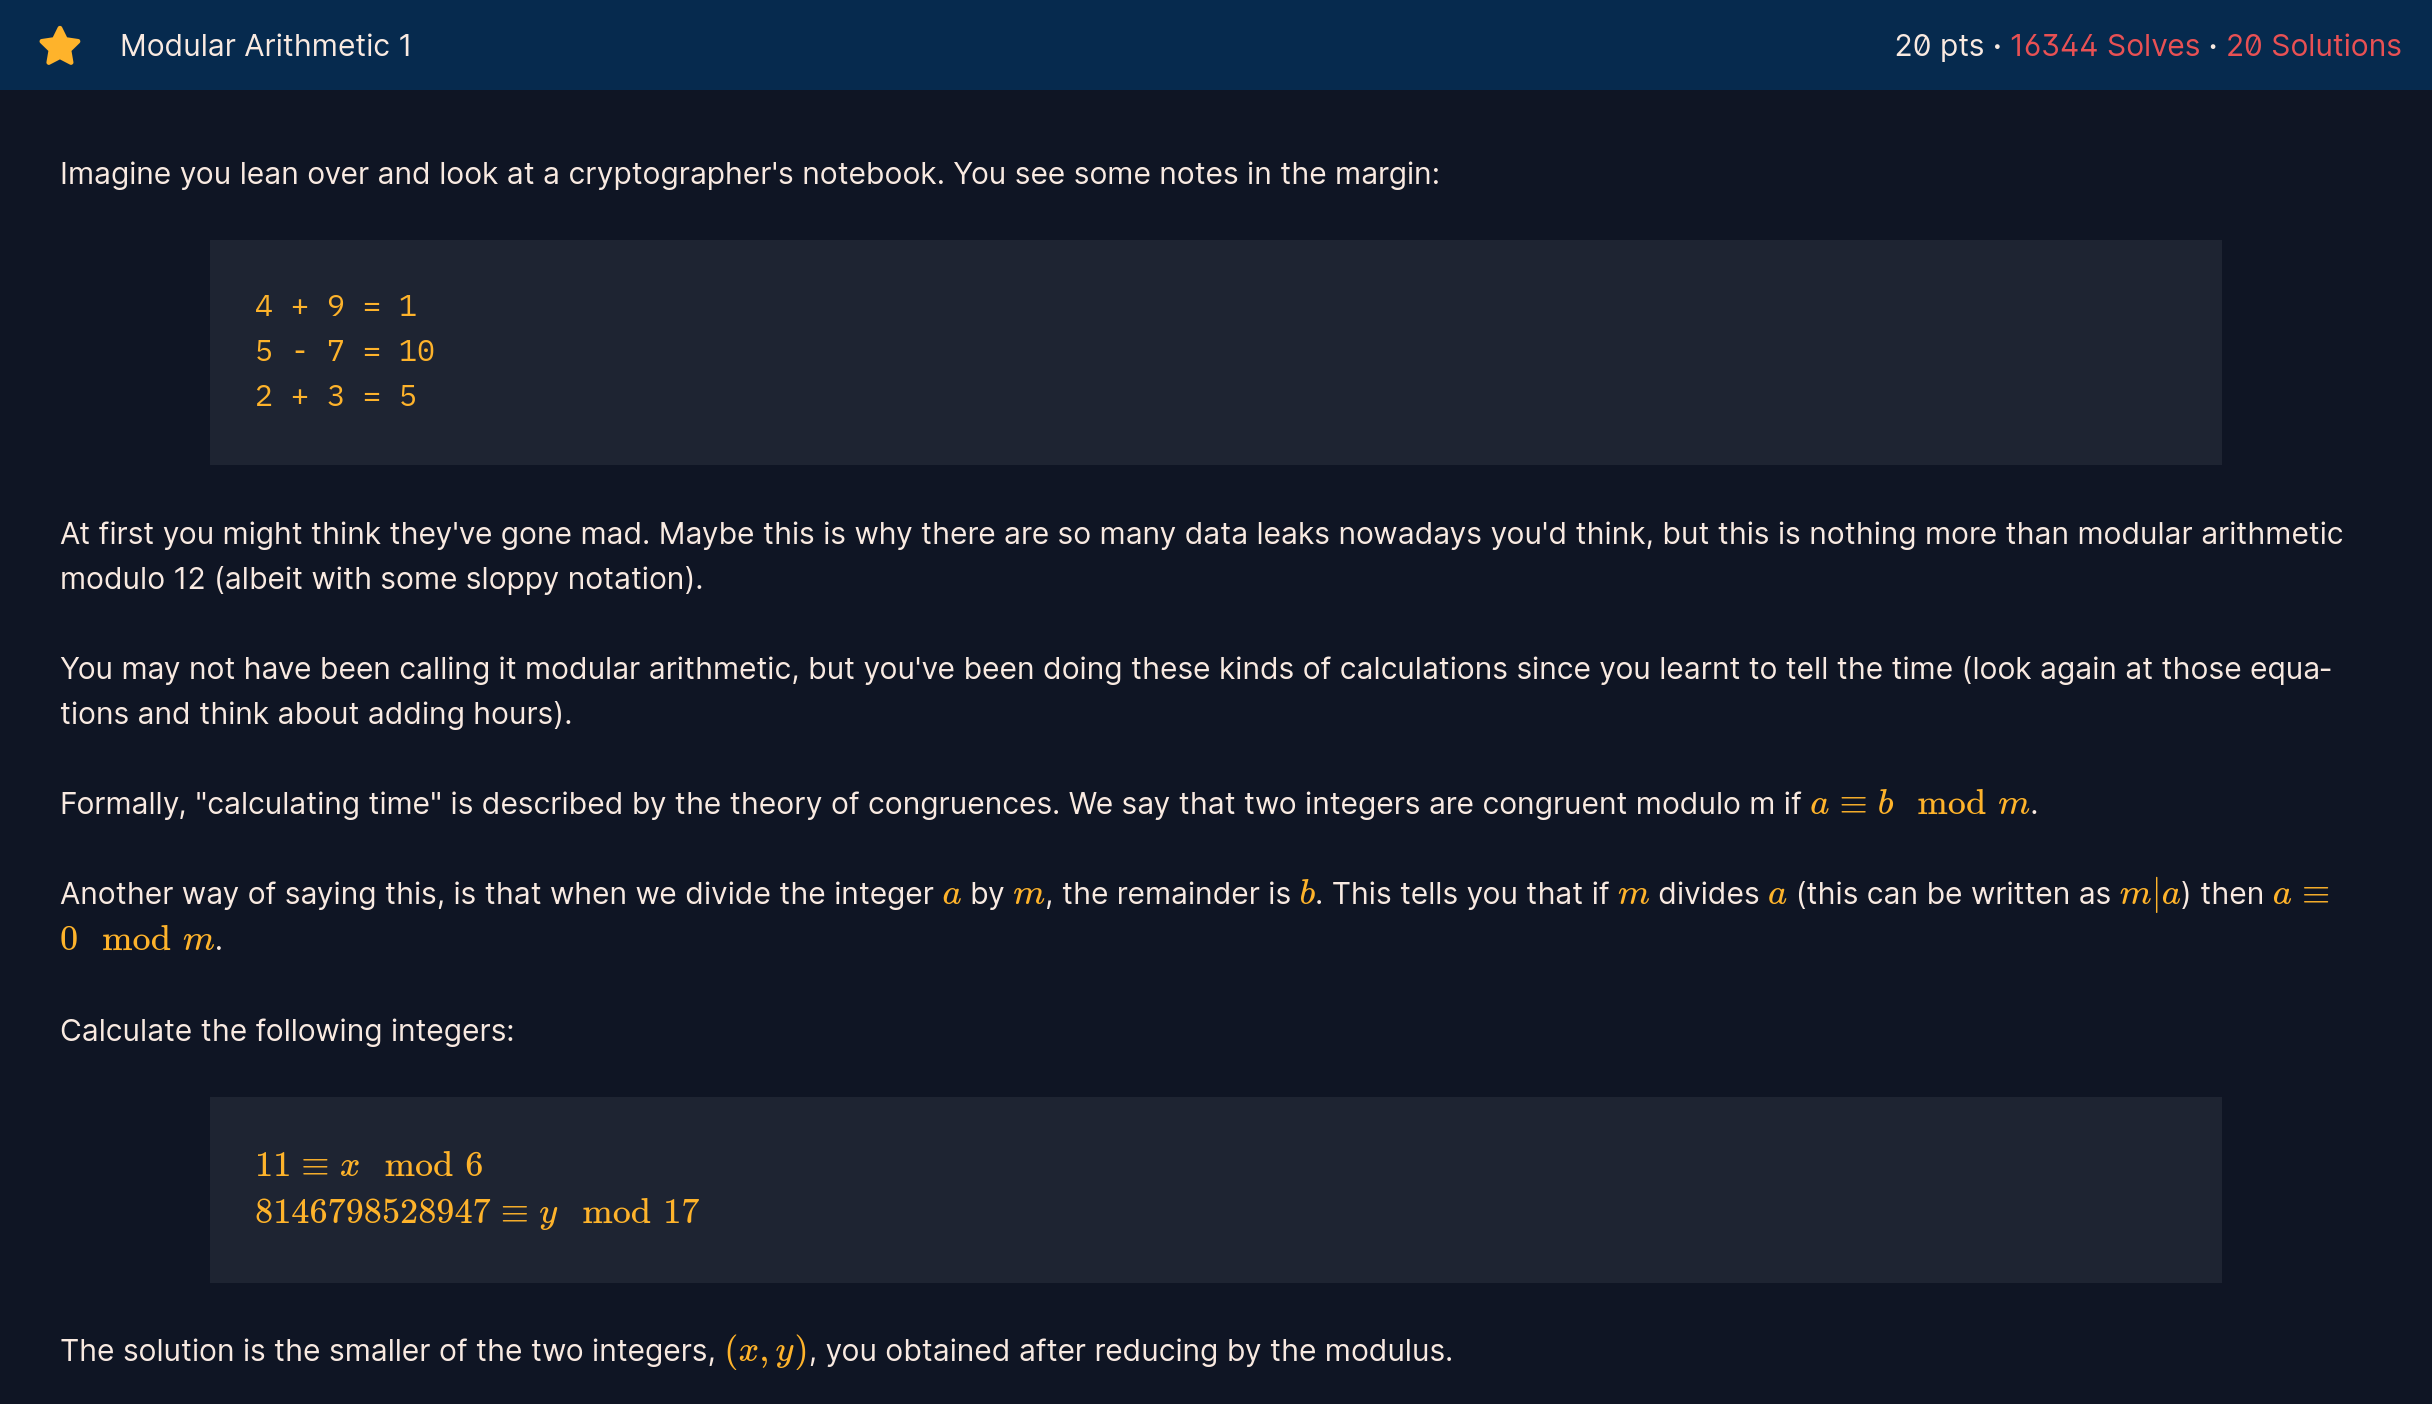 Modular Arithmetic 1
20 pts · 16344 Solves · 20 Solutions
Imagine you lean over and look at a cryptographer's notebook. You see some notes in the margin:
4 + 9 = 1
5 - 7 = 10
2 + 3 = 5
At first you might think they've gone mad. Maybe this is why there are so many data leaks nowadays you'd think, but this is nothing more than modular arithmetic
modulo 12 (albeit with some sloppy notation).
You may not have been calling it modular arithmetic, but you've been doing these kinds of calculations since you learnt to tell the time (look again at those equa-
tions and think about adding hours).
Formally, "calculating time" is described by the theory of congruences. We say that two integers are congruent modulo m if a ≡ b mod m.
Another way of saying this, is that when we divide the integer a by m, the remainder is b. This tells you that if m divides a (this can be written as m|a) then a ≡
0 mod m.
Calculate the following integers:
11 ≡ x mod 6
8146798528947 ≡ y mod 17
The solution is the smaller of the two integers, (x, y), you obtained after reducing by the modulus.